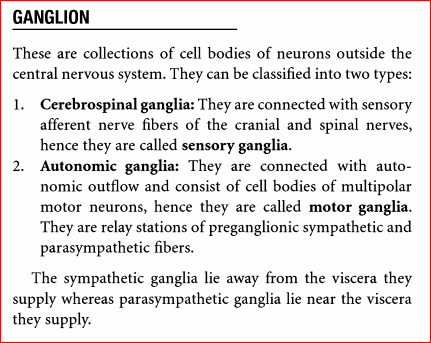 GANGLION
These are collections of cell bodies of neurons outside the
central nervous system. They can be classified into two types:
1. Cerebrospinal ganglia: They are connected with sensory
afferent nerve fibers of the cranial and spinal nerves,
hence they are called sensory ganglia.
2. Autonomic ganglia: They are connected with auto-
nomic outflow and consist of cell bodies of multipolar
motor neurons, hence they are called motor ganglia.
They are relay stations of preganglionic sympathetic and
parasympathetic fibers.
The sympathetic ganglia lie away from the viscera they
supply whereas parasympathetic ganglia lie near the viscera
they supply.